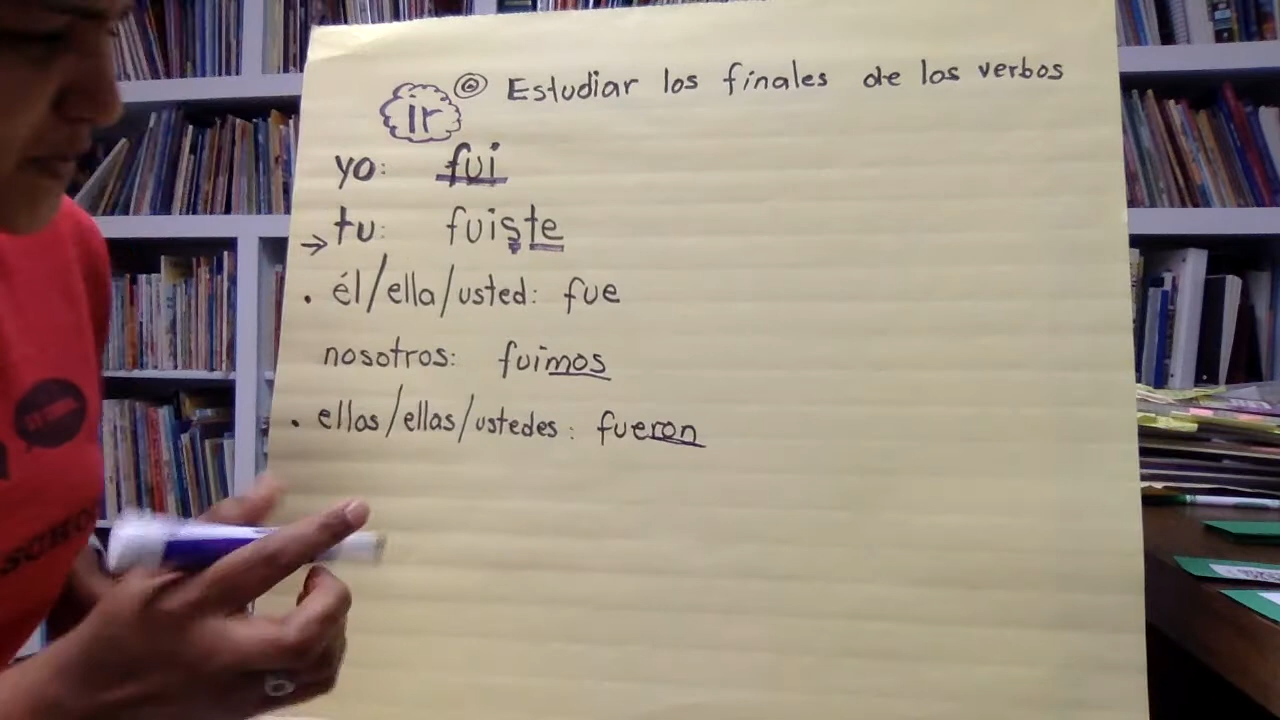 ◎ Estudiar los finales de los verbos
ir
yo: fui
→ tu: fuiste
. él/ella/usted: fue
nosotros: fuimos
. ellos/ellas/ustedes: fueron